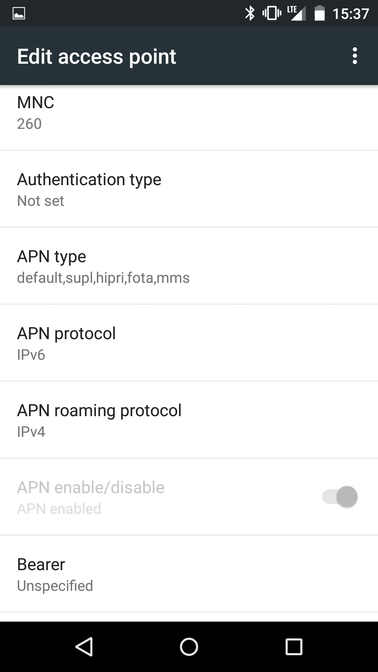 LTE 15:37
Edit access point
MNC
260
Authentication type
Not set
APN type
default,supl,hipri,fota,mms
APN protocol
IPv6
APN roaming protocol
IPv4
APN enable/disable
APN enabled
Bearer
Unspecified